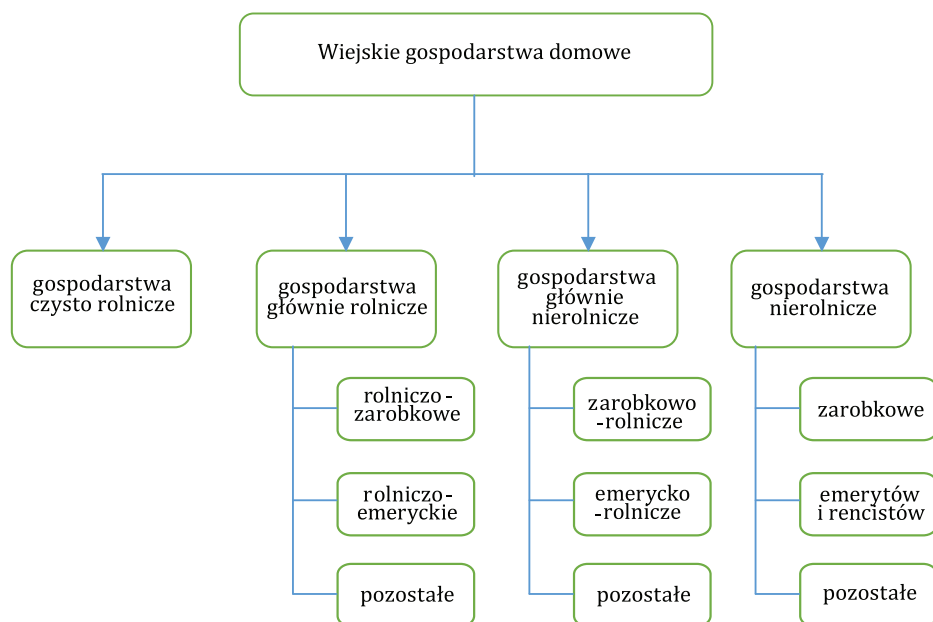 Wiejskie gospodarstwa domowe
gospodarstwa
czysto rolnicze
gospodarstwa
głównie rolnicze
gospodarstwa
głównie
nierolnicze
gospodarstwa
nierolnicze
rolniczo-
zarobkowe
rolniczo-
emeryckie
pozostałe
zarobkowo
-rolnicze
emerycko
-rolnicze
pozostałe
zarobkowe
emerytów
i rencistów
pozostałe